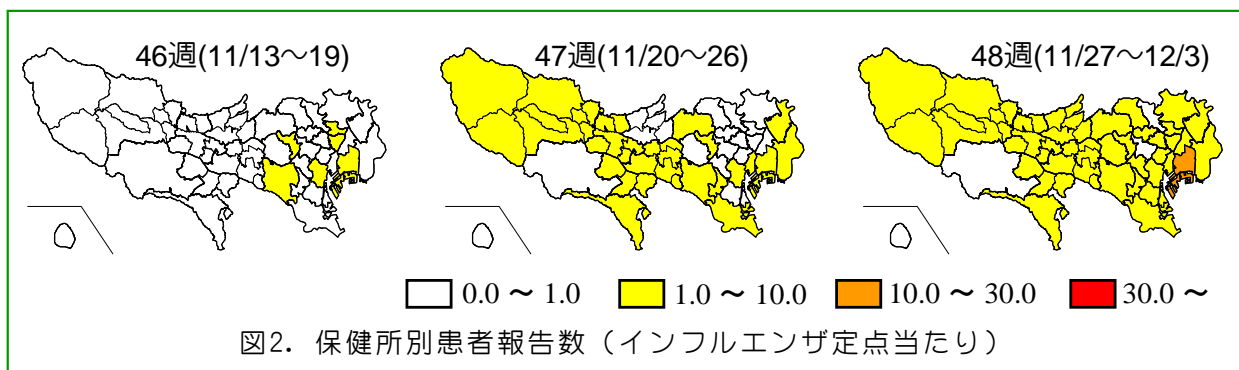 46週(11/13～19)
47週(11/20～26)
48週(11/27～12/3)
0.0 ～ 1.0
1.0 ～ 10.0
10.0 ～ 30.0
30.0 ～
図2. 保健所別患者報告数（インフルエンザ定点当たり）